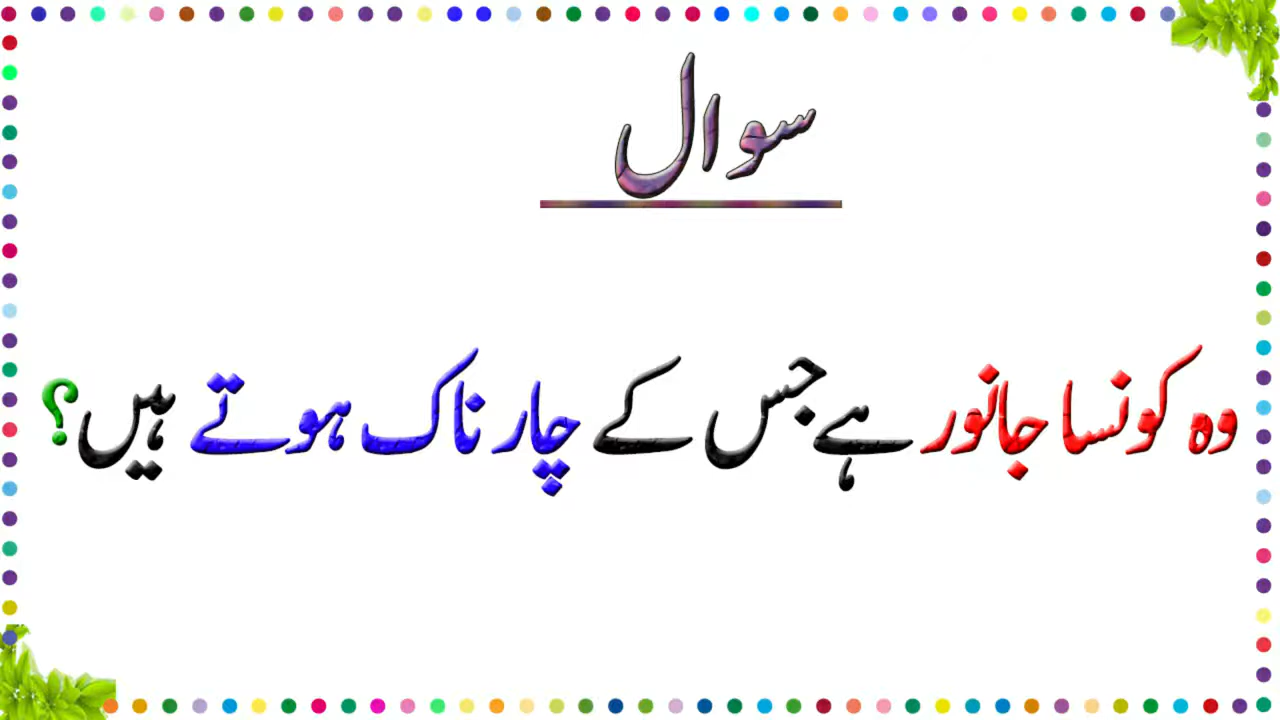 سوال
وہ کونسا جانور ہے جس کے چار ناک ہوتے ہیں؟